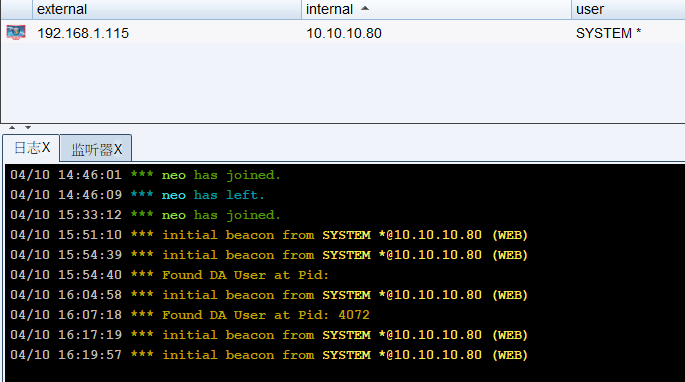 external internal user
192.168.1.115 10.10.10.80 SYSTEM *
日志X 监听器X
04/10 14:46:01 *** neo has joined.
04/10 14:46:09 *** neo has left.
04/10 15:33:12 *** neo has joined.
04/10 15:51:10 *** initial beacon from SYSTEM *@10.10.10.80 (WEB)
04/10 15:54:39 *** initial beacon from SYSTEM *@10.10.10.80 (WEB)
04/10 15:54:40 *** Found DA User at Pid:
04/10 16:04:58 *** initial beacon from SYSTEM *@10.10.10.80 (WEB)
04/10 16:07:18 *** Found DA User at Pid: 4072
04/10 16:17:19 *** initial beacon from SYSTEM *@10.10.10.80 (WEB)
04/10 16:19:57 *** initial beacon from SYSTEM *@10.10.10.80 (WEB)